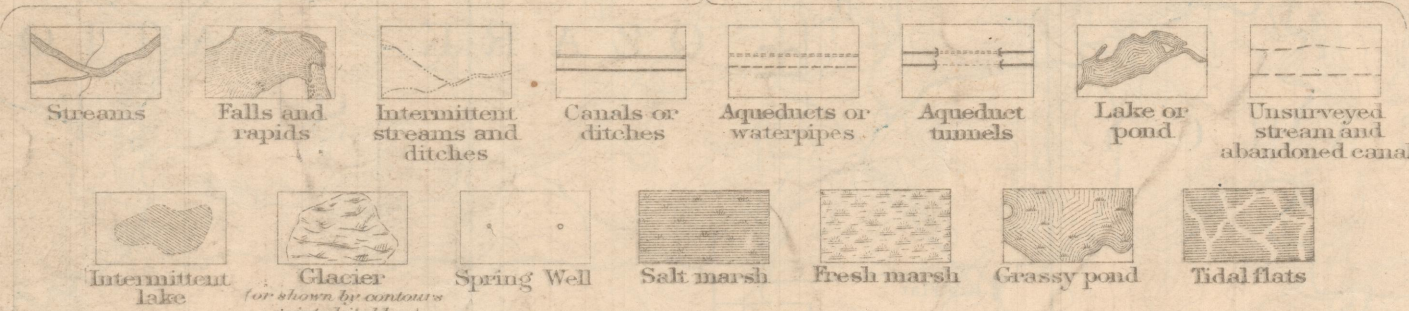 Streams
Falls and
rapids
Intermittent
streams and
ditches
Canals or
ditches
Aqueducts or
waterpipes
Aqueduct
tunnels
Lake or
pond
Unsurveyed
stream and
abandoned canal
Intermittent
lake
Glacier
(or shown by contours
Spring Well
Salt marsh
Fresh marsh
Grassy pond
Tidal flats